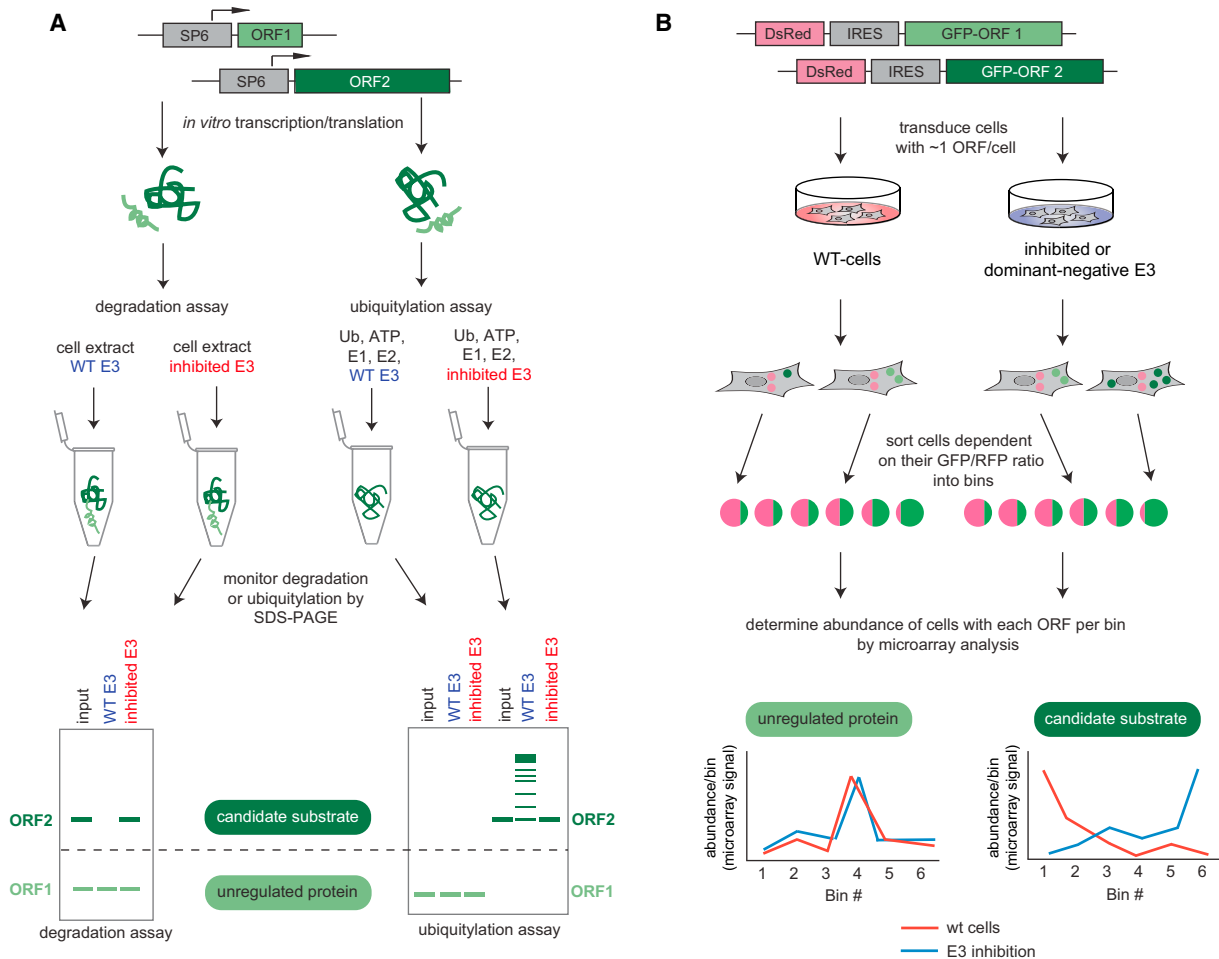 A
SP6
ORF1
SP6
ORF2
in vitro transcription/translation
degradation assay
ubiquitylation assay
cell extract
WT E3
cell extract
inhibited E3
Ub, ATP,
E1, E2,
WT E3
Ub, ATP,
E1, E2,
inhibited E3
monitor degradation
or ubiquitylation by
SDS-PAGE
input
WT E3
inhibited E3
input
WT E3
inhibited E3
input
WT E3
inhibited E3
ORF2
candidate substrate
ORF2
ORF1
unregulated protein
ORF1
degradation assay
ubiquitylation assay
B
DsRed
IRES
GFP-ORF 1
DsRed
IRES
GFP-ORF 2
transduce cells
with ~1 ORF/cell
WT-cells
inhibited or
dominant-negative E3
sort cells dependent
on their GFP/RFP ratio
into bins
determine abundance of cells with each ORF per bin
by microarray analysis
unregulated protein
abundance/bin
(microarray signal)
1 2 3 4 5 6
Bin #
candidate substrate
abundance/bin
(microarray signal)
1 2 3 4 5 6
Bin #
wt cells
E3 inhibition